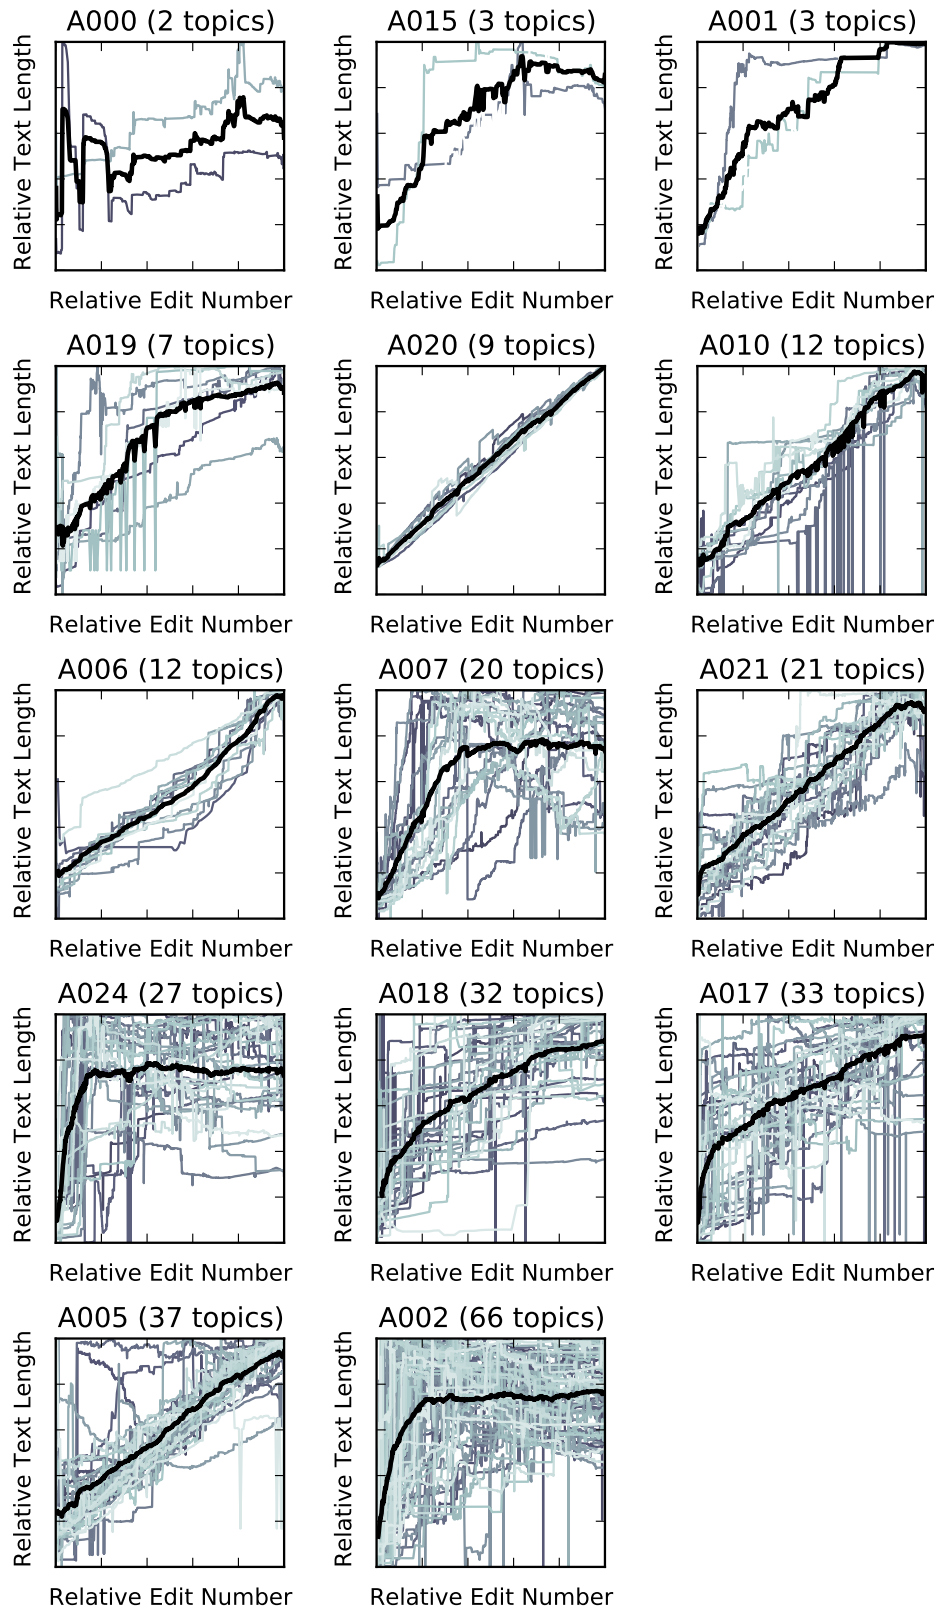 A000 (2 topics)
Relative Text Length
Relative Edit Number
A015 (3 topics)
Relative Text Length
Relative Edit Number
A001 (3 topics)
Relative Text Length
Relative Edit Number
A019 (7 topics)
Relative Text Length
Relative Edit Number
A020 (9 topics)
Relative Text Length
Relative Edit Number
A010 (12 topics)
Relative Text Length
Relative Edit Number
A006 (12 topics)
Relative Text Length
Relative Edit Number
A007 (20 topics)
Relative Text Length
Relative Edit Number
A021 (21 topics)
Relative Text Length
Relative Edit Number
A024 (27 topics)
Relative Text Length
Relative Edit Number
A018 (32 topics)
Relative Text Length
Relative Edit Number
A017 (33 topics)
Relative Text Length
Relative Edit Number
A005 (37 topics)
Relative Text Length
Relative Edit Number
A002 (66 topics)
Relative Text Length
Relative Edit Number